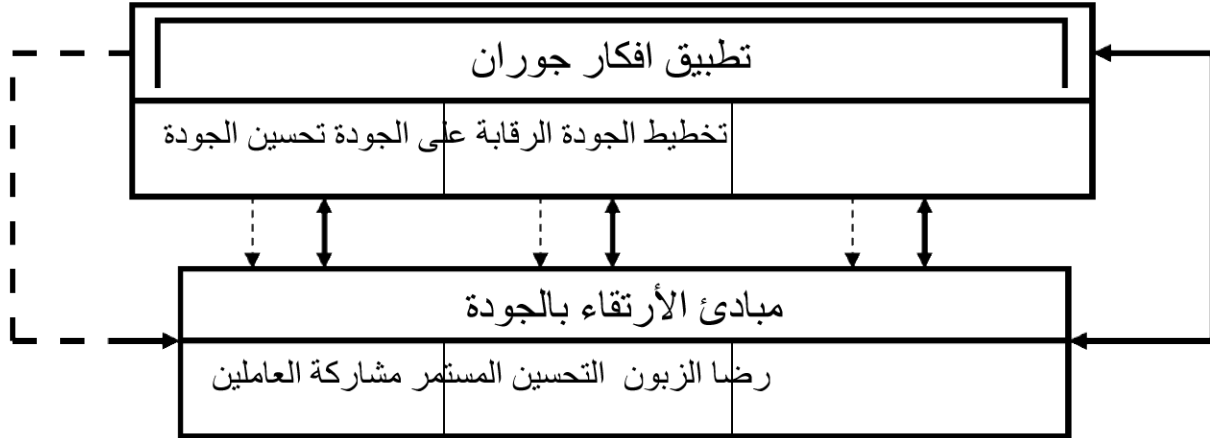 تطبيق افكار جوران
تخطيط الجودة الرقابة على الجودة تحسين الجودة
مبادئ الأرتقاء بالجودة
رضا الزبون التحسين المستمر مشاركة العاملين